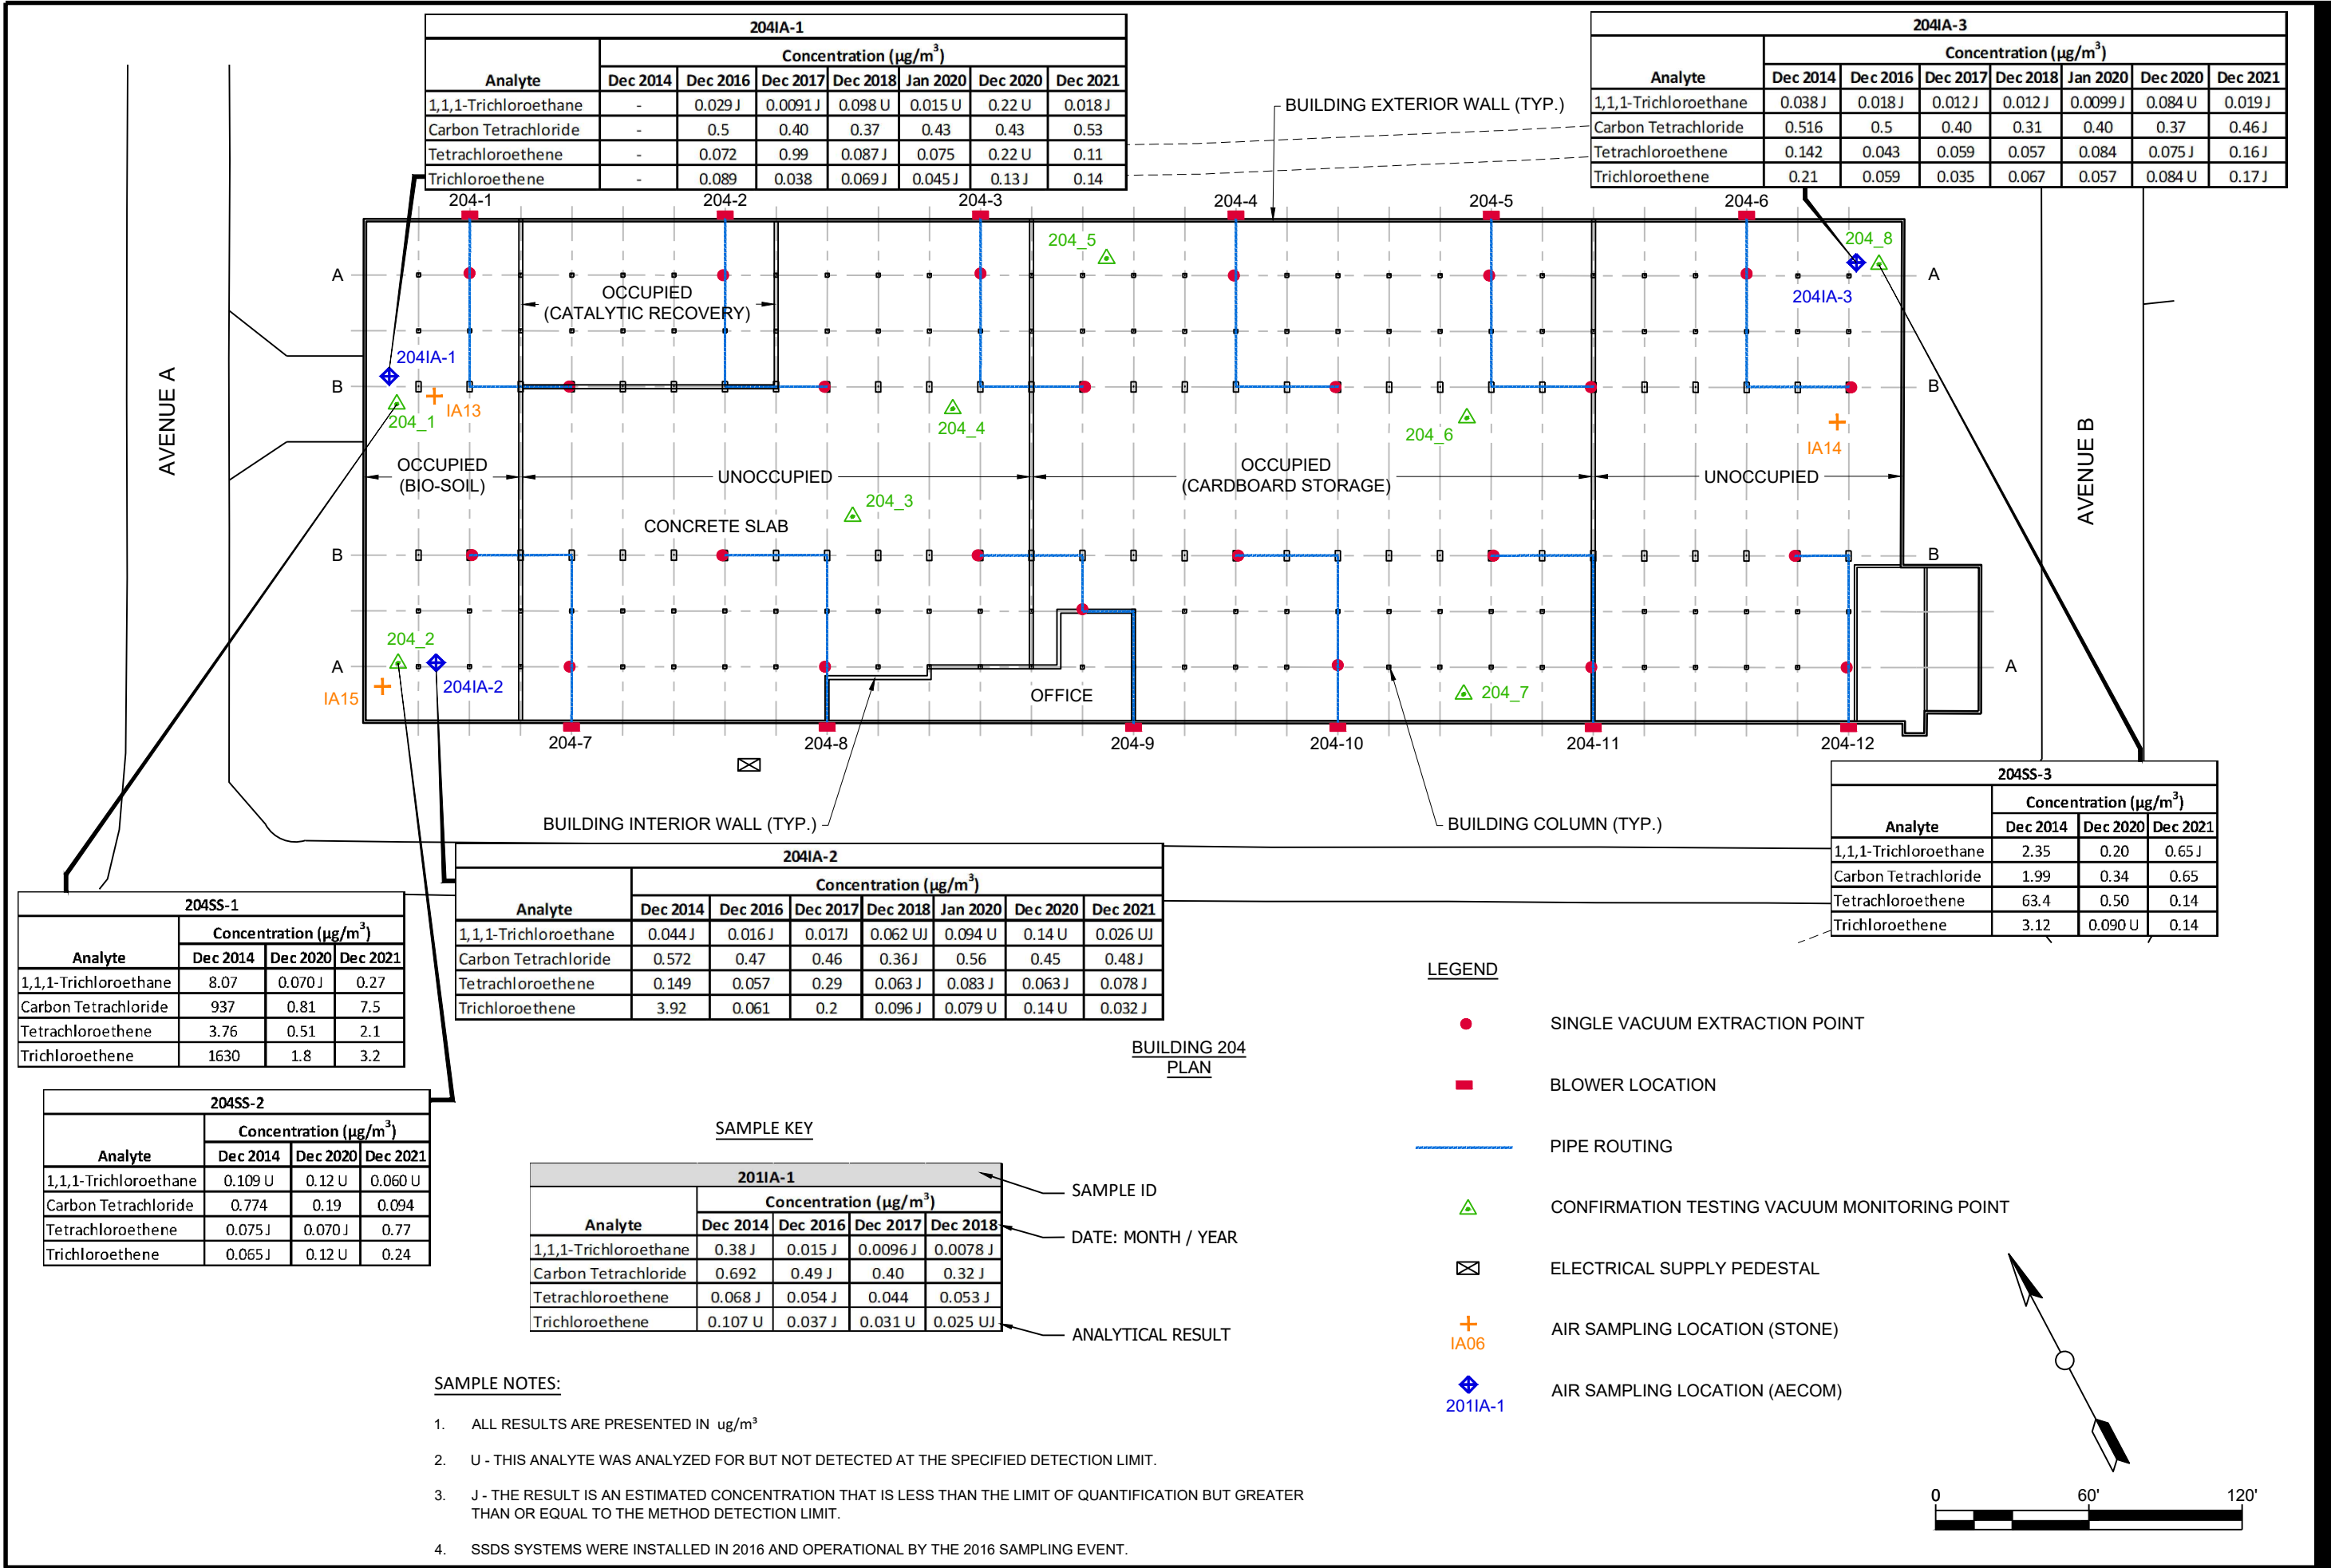 204IA-1
Concentration (µg/m³)
Analyte Dec 2014 Dec 2016 Dec 2017 Dec 2018 Jan 2020 Dec 2020 Dec 2021
1,1,1-Trichloroethane - 0.029 J 0.0091 J 0.098 U 0.015 U 0.22 U 0.018 J
Carbon Tetrachloride - 0.5 0.40 0.37 0.43 0.43 0.53
Tetrachloroethene - 0.072 0.99 0.087 J 0.075 0.22 U 0.11
Trichloroethene - 0.089 0.038 0.069 J 0.045 J 0.13 J 0.14
204IA-3
Concentration (µg/m³)
Analyte Dec 2014 Dec 2016 Dec 2017 Dec 2018 Jan 2020 Dec 2020 Dec 2021
1,1,1-Trichloroethane 0.038 J 0.018 J 0.012 J 0.012 J 0.0099 J 0.084 U 0.019 J
Carbon Tetrachloride 0.516 0.5 0.40 0.31 0.40 0.37 0.46 J
Tetrachloroethene 0.142 0.043 0.059 0.057 0.084 0.075 J 0.16 J
Trichloroethene 0.21 0.059 0.035 0.067 0.057 0.084 U 0.17 J
BUILDING EXTERIOR WALL (TYP.)
204-1 204-2 204-3 204-4 204-5 204-6
204_5 204_8
A A
OCCUPIED
(CATALYTIC RECOVERY)
204IA-3
204IA-1
B B
IA13
204_1 204_4 204_6
IA14
AVENUE A
AVENUE B
OCCUPIED
(BIO-SOIL)
UNOCCUPIED
OCCUPIED
(CARDBOARD STORAGE)
UNOCCUPIED
204_3
CONCRETE SLAB
B B
204_2
A A
204IA-2
IA15
OFFICE
204_7
204-7 204-8 204-9 204-10 204-11 204-12
BUILDING INTERIOR WALL (TYP.)
BUILDING COLUMN (TYP.)
204SS-3
Concentration (µg/m³)
Analyte Dec 2014 Dec 2020 Dec 2021
1,1,1-Trichloroethane 2.35 0.20 0.65 J
Carbon Tetrachloride 1.99 0.34 0.65
Tetrachloroethene 63.4 0.50 0.14
Trichloroethene 3.12 0.090 U 0.14
204IA-2
Concentration (µg/m³)
Analyte Dec 2014 Dec 2016 Dec 2017 Dec 2018 Jan 2020 Dec 2020 Dec 2021
1,1,1-Trichloroethane 0.044 J 0.016 J 0.017J 0.062 UJ 0.094 U 0.14 U 0.026 UJ
Carbon Tetrachloride 0.572 0.47 0.46 0.36 J 0.56 0.45 0.48 J
Tetrachloroethene 0.149 0.057 0.29 0.063 J 0.083 J 0.063 J 0.078 J
Trichloroethene 3.92 0.061 0.2 0.096 J 0.079 U 0.14 U 0.032 J
204SS-1
Concentration (µg/m³)
Analyte Dec 2014 Dec 2020 Dec 2021
1,1,1-Trichloroethane 8.07 0.070 J 0.27
Carbon Tetrachloride 937 0.81 7.5
Tetrachloroethene 3.76 0.51 2.1
Trichloroethene 1630 1.8 3.2
204SS-2
Concentration (µg/m³)
Analyte Dec 2014 Dec 2020 Dec 2021
1,1,1-Trichloroethane 0.109 U 0.12 U 0.060 U
Carbon Tetrachloride 0.774 0.19 0.094
Tetrachloroethene 0.075 J 0.070 J 0.77
Trichloroethene 0.065 J 0.12 U 0.24
BUILDING 204
PLAN
SAMPLE KEY
201IA-1
Concentration (µg/m³)
Analyte Dec 2014 Dec 2016 Dec 2017 Dec 2018
1,1,1-Trichloroethane 0.38 J 0.015 J 0.0096 J 0.0078 J
Carbon Tetrachloride 0.692 0.49 J 0.40 0.32 J
Tetrachloroethene 0.068 J 0.054 J 0.044 0.053 J
Trichloroethene 0.107 U 0.037 J 0.031 U 0.025 UJ
SAMPLE ID
DATE: MONTH / YEAR
ANALYTICAL RESULT
LEGEND
SINGLE VACUUM EXTRACTION POINT
BLOWER LOCATION
PIPE ROUTING
CONFIRMATION TESTING VACUUM MONITORING POINT
ELECTRICAL SUPPLY PEDESTAL
AIR SAMPLING LOCATION (STONE)
IA06
AIR SAMPLING LOCATION (AECOM)
201IA-1
SAMPLE NOTES:
1. ALL RESULTS ARE PRESENTED IN ug/m³
2. U - THIS ANALYTE WAS ANALYZED FOR BUT NOT DETECTED AT THE SPECIFIED DETECTION LIMIT.
3. J - THE RESULT IS AN ESTIMATED CONCENTRATION THAT IS LESS THAN THE LIMIT OF QUANTIFICATION BUT GREATER
THAN OR EQUAL TO THE METHOD DETECTION LIMIT.
4. SSDS SYSTEMS WERE INSTALLED IN 2016 AND OPERATIONAL BY THE 2016 SAMPLING EVENT.
0 60' 120'